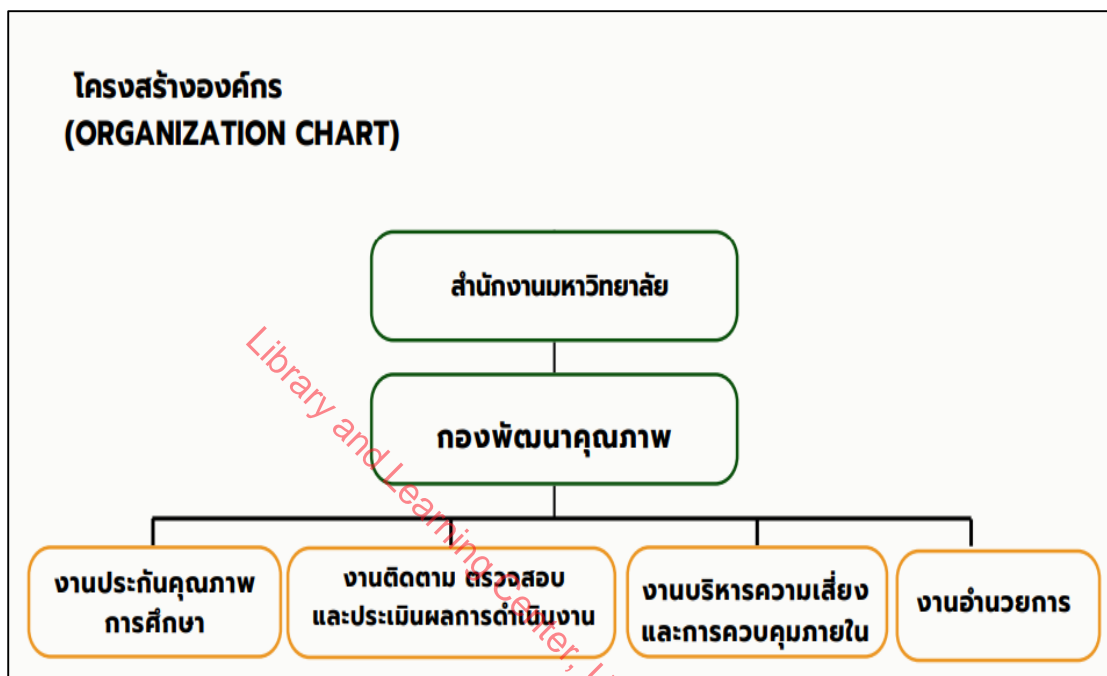 โครงสร้างองค์กร
(ORGANIZATION CHART)
สำนักงานมหาวิทยาลัย
กองพัฒนาคุณภาพ
งานประกันคุณภาพ
การศึกษา
งานติดตาม ตรวจสอบ
และประเมินผลการดำเนินงาน
งานบริหารความเสี่ยง
และการควบคุมภายใน
งานอำนวยการ
Library and Learning Center,